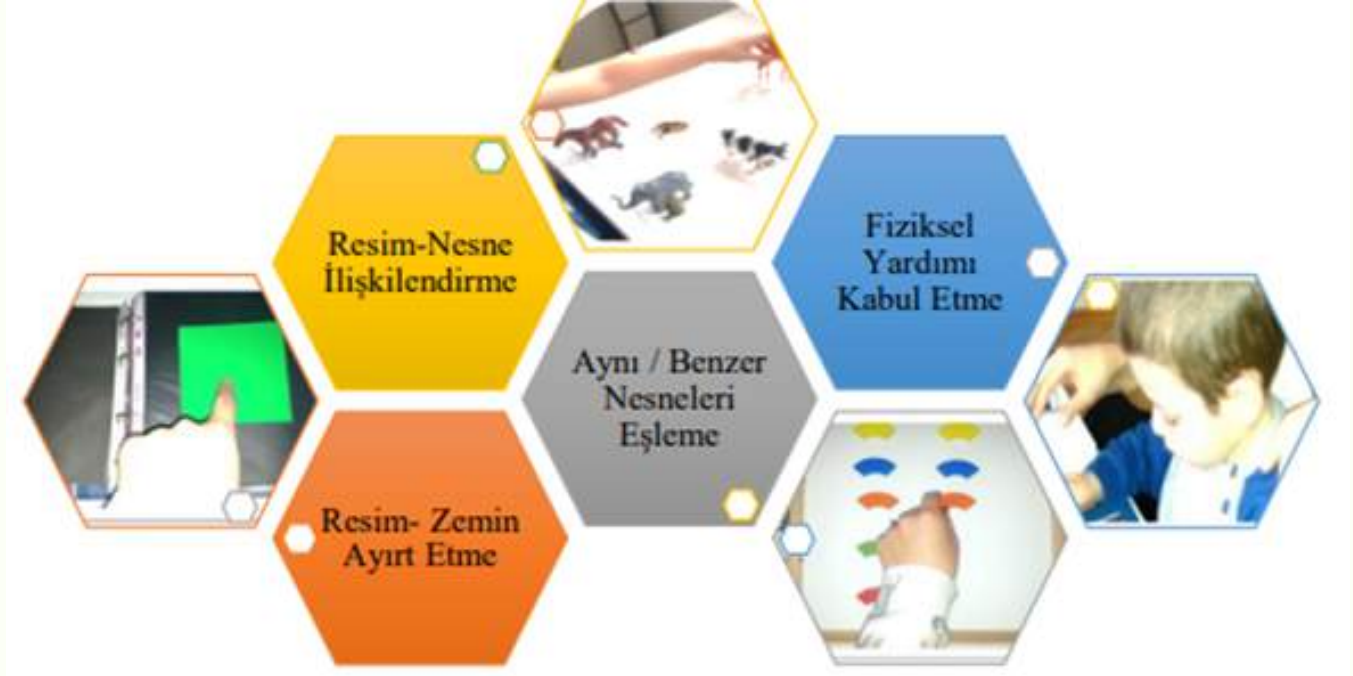 Resim-Nesne
İlişkilendirme
Fiziksel
Yardımı
Kabul Etme
Aynı / Benzer
Nesneleri
Eşleme
Resim- Zemin
Ayırt Etme